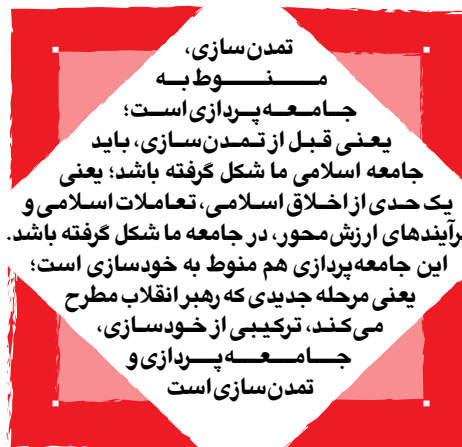 تمدن‌سازی،
منوط به
جامعه‌پردازی است؛
یعنی قبل از تمدن‌سازی، باید
جامعه اسلامی ما شکل گرفته باشد؛ یعنی
یک حدی از اخلاق اسلامی، تعاملات اسلامی و
رآیندهای ارزش‌محور، در جامعه ما شکل گرفته باشد.
این جامعه‌پردازی هم منوط به خودسازی است؛
یعنی مرحله جدیدی که رهبر انقلاب مطرح
می‌کند، ترکیبی از خودسازی،
جامعه‌پردازی و
تمدن‌سازی است